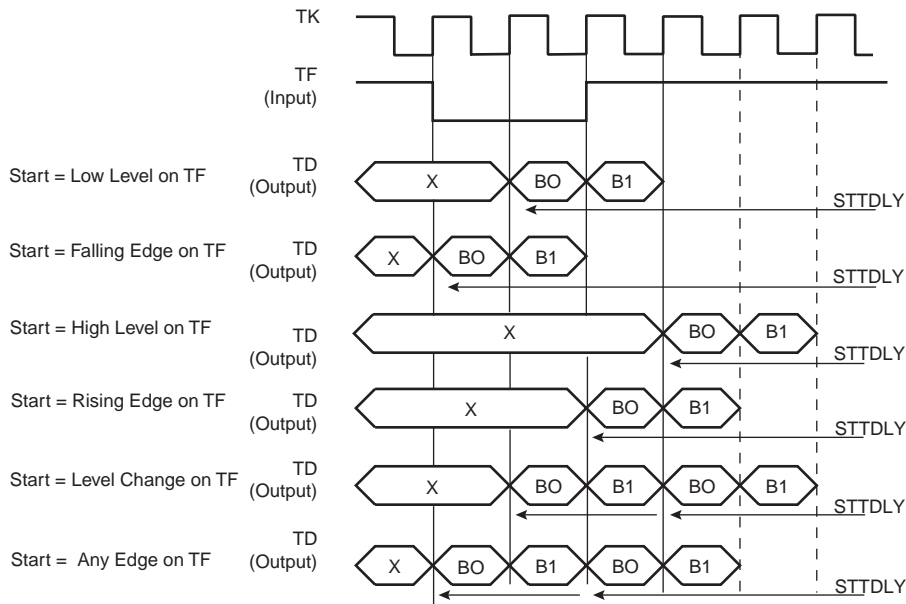 TK
TF
(Input)
Start = Low Level on TF
TD
(Output)
X
BO
B1
STTDLY
Start = Falling Edge on TF
TD
(Output)
X
BO
B1
STTDLY
Start = High Level on TF
TD
(Output)
X
BO
B1
STTDLY
Start = Rising Edge on TF
TD
(Output)
X
BO
B1
STTDLY
Start = Level Change on TF
TD
(Output)
X
BO
B1
BO
B1
STTDLY
Start = Any Edge on TF
TD
(Output)
X
BO
B1
BO
B1
STTDLY